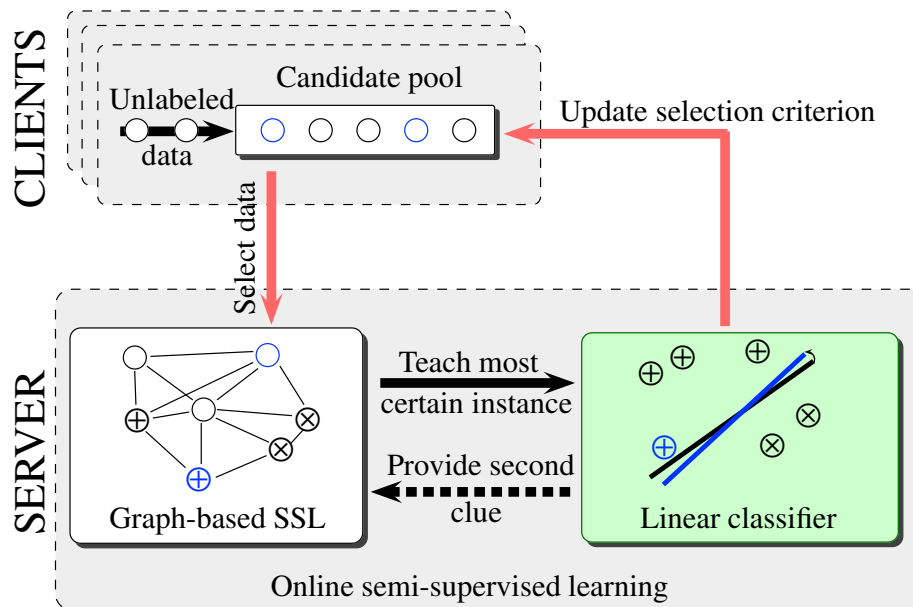 CLIENTS
Candidate pool
Unlabeled
data
Update selection criterion
Select data
SERVER
Teach most
certain instance
Provide second
clue
Graph-based SSL
Linear classifier
Online semi-supervised learning